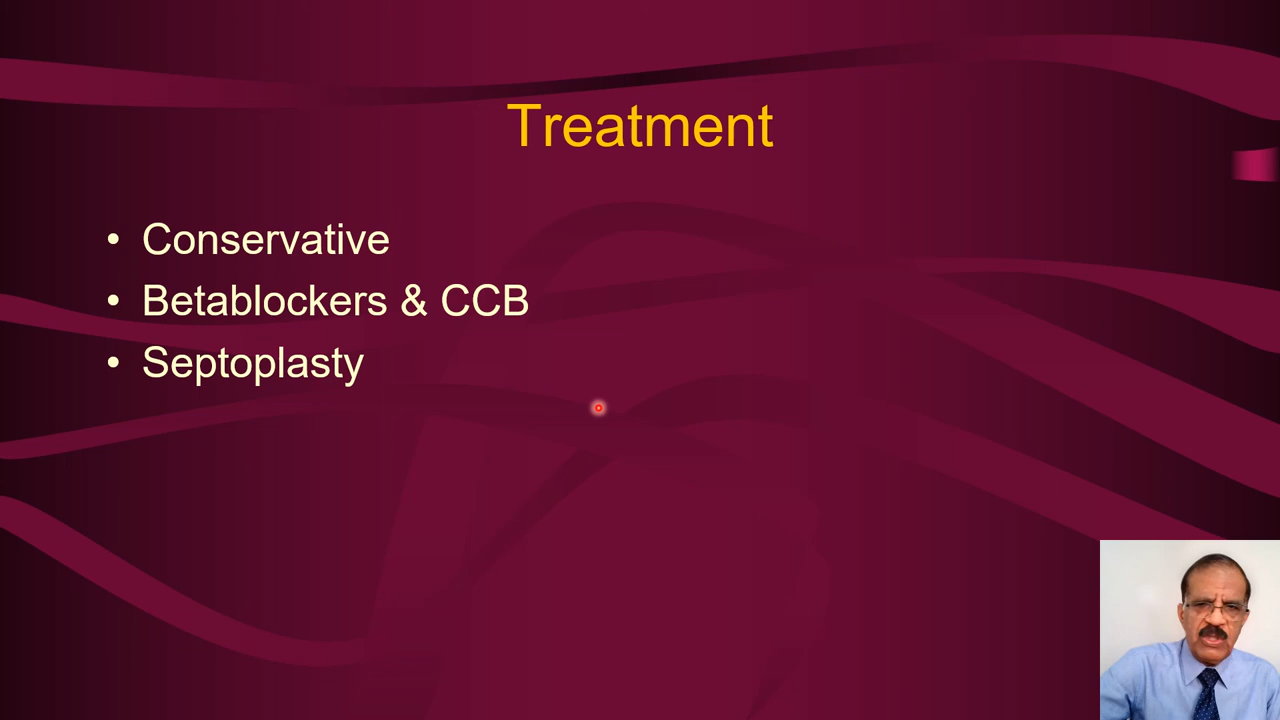 Treatment
• Conservative
• Betablockers & CCB
• Septoplasty